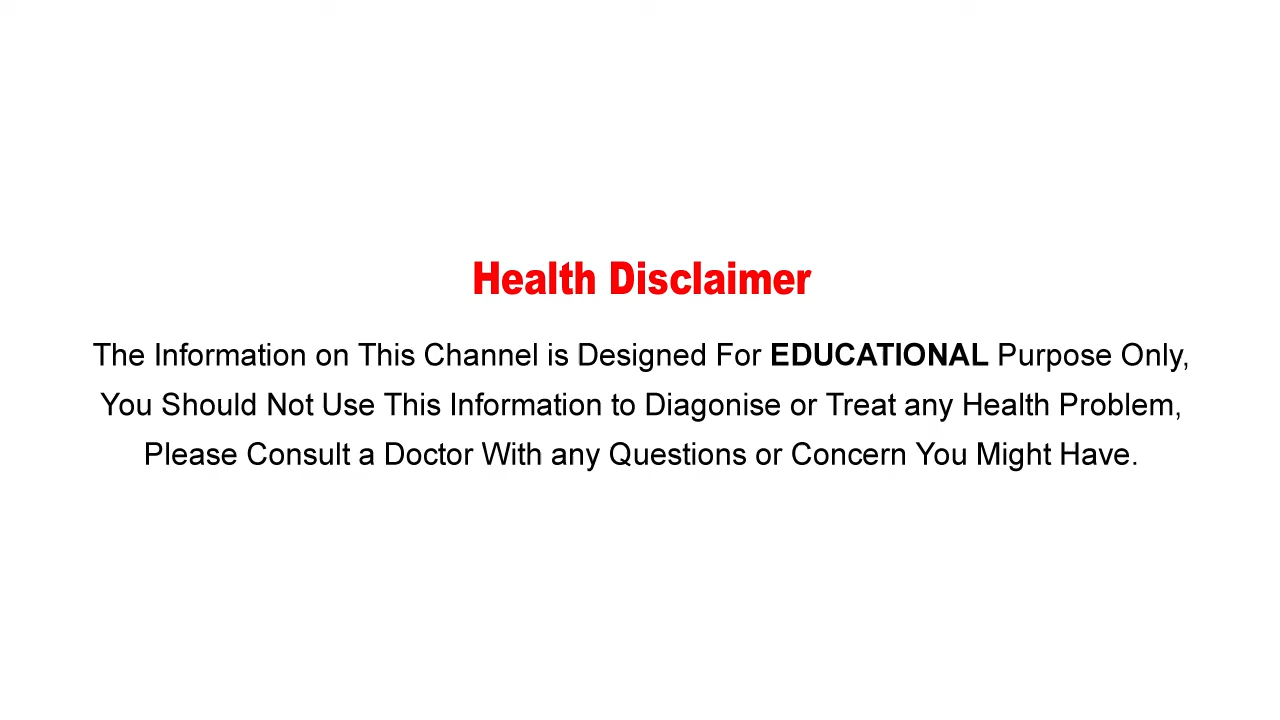 Health Disclaimer
The Information on This Channel is Designed For EDUCATIONAL Purpose Only,
You Should Not Use This Information to Diagonise or Treat any Health Problem,
Please Consult a Doctor With any Questions or Concern You Might Have.